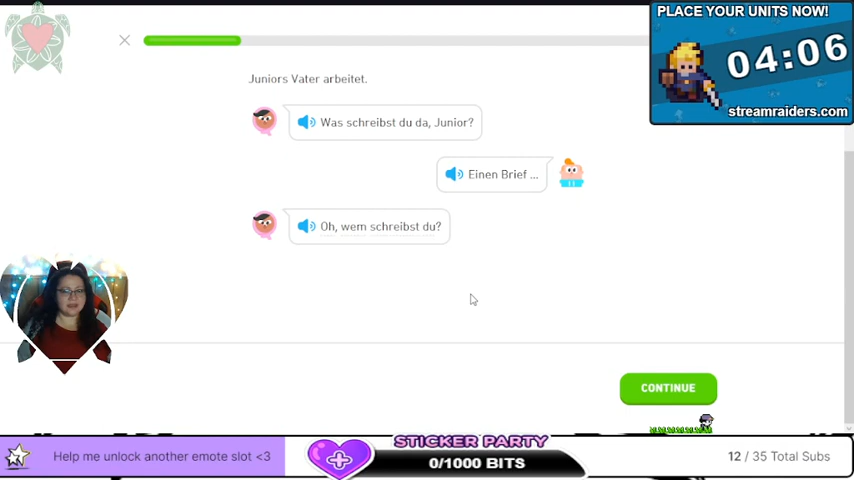 PLACE YOUR UNITS NOW!
04:06
streamraiders.com
Juniors Vater arbeitet.
Was schreibst du da, Junior?
Einen Brief ...
Oh, wem schreibst du?
CONTINUE
STICKER PARTY
Help me unlock another emote slot <3
0/1000 BITS
12 / 35 Total Subs